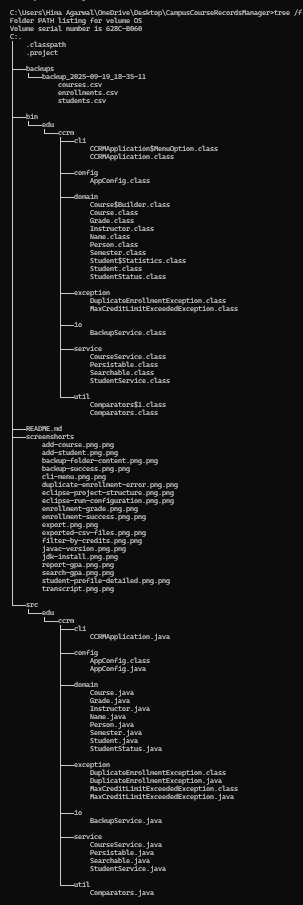 C:\Users\Hima Agarwal\OneDrive\Desktop\CampusCourseRecordsManager>tree /f
Folder PATH listing for volume OS
Volume serial number is 628C-B060
C:.
│   .classpath
│   .project
│
├───backups
│   └───backup_2025-09-19_18-35-11
│           courses.csv
│           enrollments.csv
│           students.csv
│
├───bin
│   └───edu
│       └───ccrm
│           ├───cli
│           │       CCRMApplication$MenuOption.class
│           │       CCRMApplication.class
│           │
│           ├───config
│           │       AppConfig.class
│           │
│           ├───domain
│           │       Course$Builder.class
│           │       Course.class
│           │       Grade.class
│           │       Instructor.class
│           │       Name.class
│           │       Person.class
│           │       Semester.class
│           │       Student$Statistics.class
│           │       Student.class
│           │       StudentStatus.class
│           │
│           ├───exception
│           │       DuplicateEnrollmentException.class
│           │       MaxCreditLimitExceededException.class
│           │
│           ├───io
│           │       BackupService.class
│           │
│           ├───service
│           │       CourseService.class
│           │       Persistable.class
│           │       Searchable.class
│           │       StudentService.class
│           │
│           └───util
│                   Comparators$1.class
│                   Comparators.class
│
├───README.md
├───screenshorts
│       add-course.png.png
│       add-student.png.png
│       backup-folder-content.png.png
│       backup-success.png.png
│       cli-menu.png.png
│       duplicate-enrollment-error.png.png
│       eclipse-project-structure.png.png
│       eclipse-run-configuration.png.png
│       enrollment-grade.png.png
│       enrollment-success.png.png
│       export.png.png
│       exported-csv-files.png.png
│       filter-by-credits.png.png
│       javac-version.png.png
│       jdk-install.png.png
│       report-gpa.png.png
│       search-gpa.png.png
│       student-profile-detailed.png.png
│       transcript.png.png
│
└───src
    └───edu
        └───ccrm
            ├───cli
            │       CCRMApplication.java
            │
            ├───config
            │       AppConfig.class
            │       AppConfig.java
            │
            ├───domain
            │       Course.java
            │       Grade.java
            │       Instructor.java
            │       Name.java
            │       Person.java
            │       Semester.java
            │       Student.java
            │       StudentStatus.java
            │
            ├───exception
            │       DuplicateEnrollmentException.class
            │       DuplicateEnrollmentException.java
            │       MaxCreditLimitExceededException.class
            │       MaxCreditLimitExceededException.java
            │
            ├───io
            │       BackupService.java
            │
            ├───service
            │       CourseService.java
            │       Persistable.java
            │       Searchable.java
            │       StudentService.java
            │
            └───util
                    Comparators.java